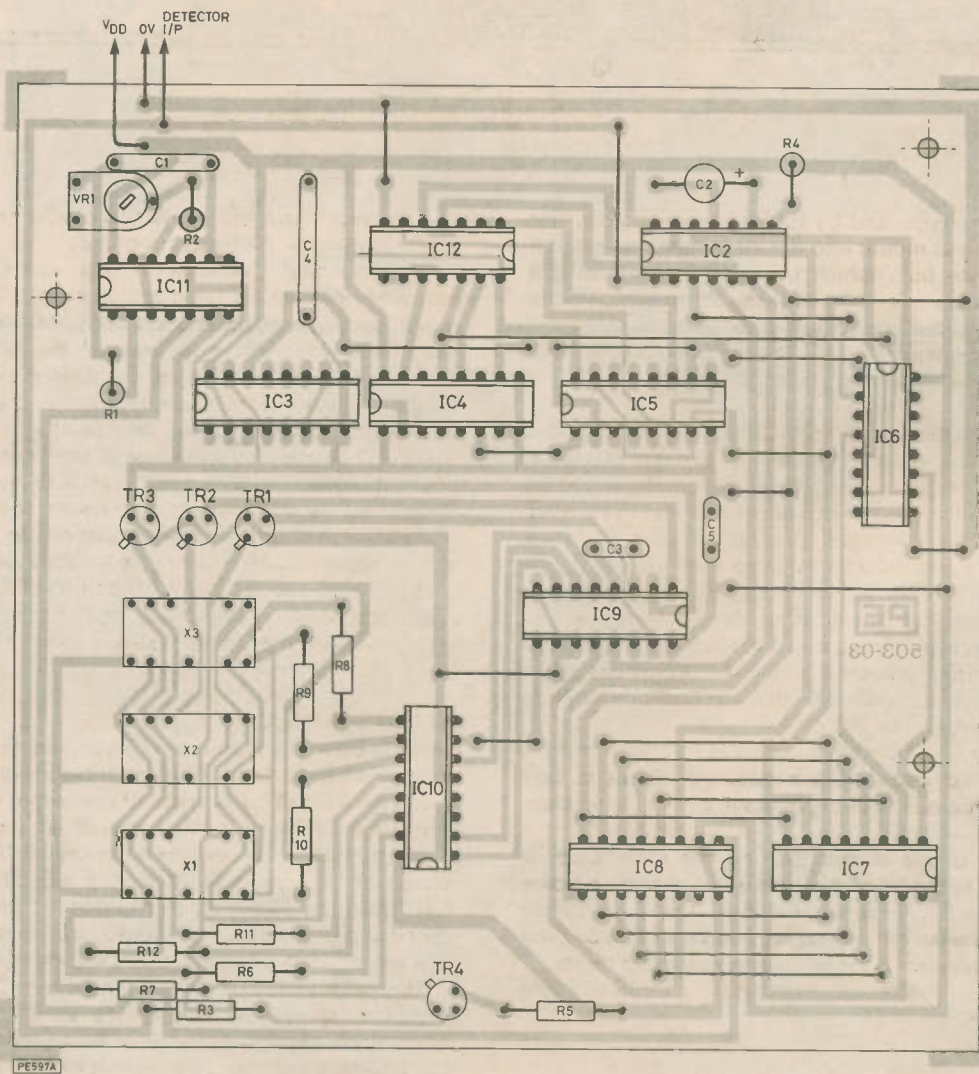 VDD 0V DETECTOR I/P
C1
R4
VR1
C2 +
R2
C4
IC12
IC2
IC11
R1
IC3
IC4
IC5
IC6
TR3 TR2 TR1
C5
C3
IC9
PE
503-03
X3
R8
R9
X2
IC10
R10
X1
IC8
IC7
R11
R12
R6
TR4
R7
R3
R5
PE597A